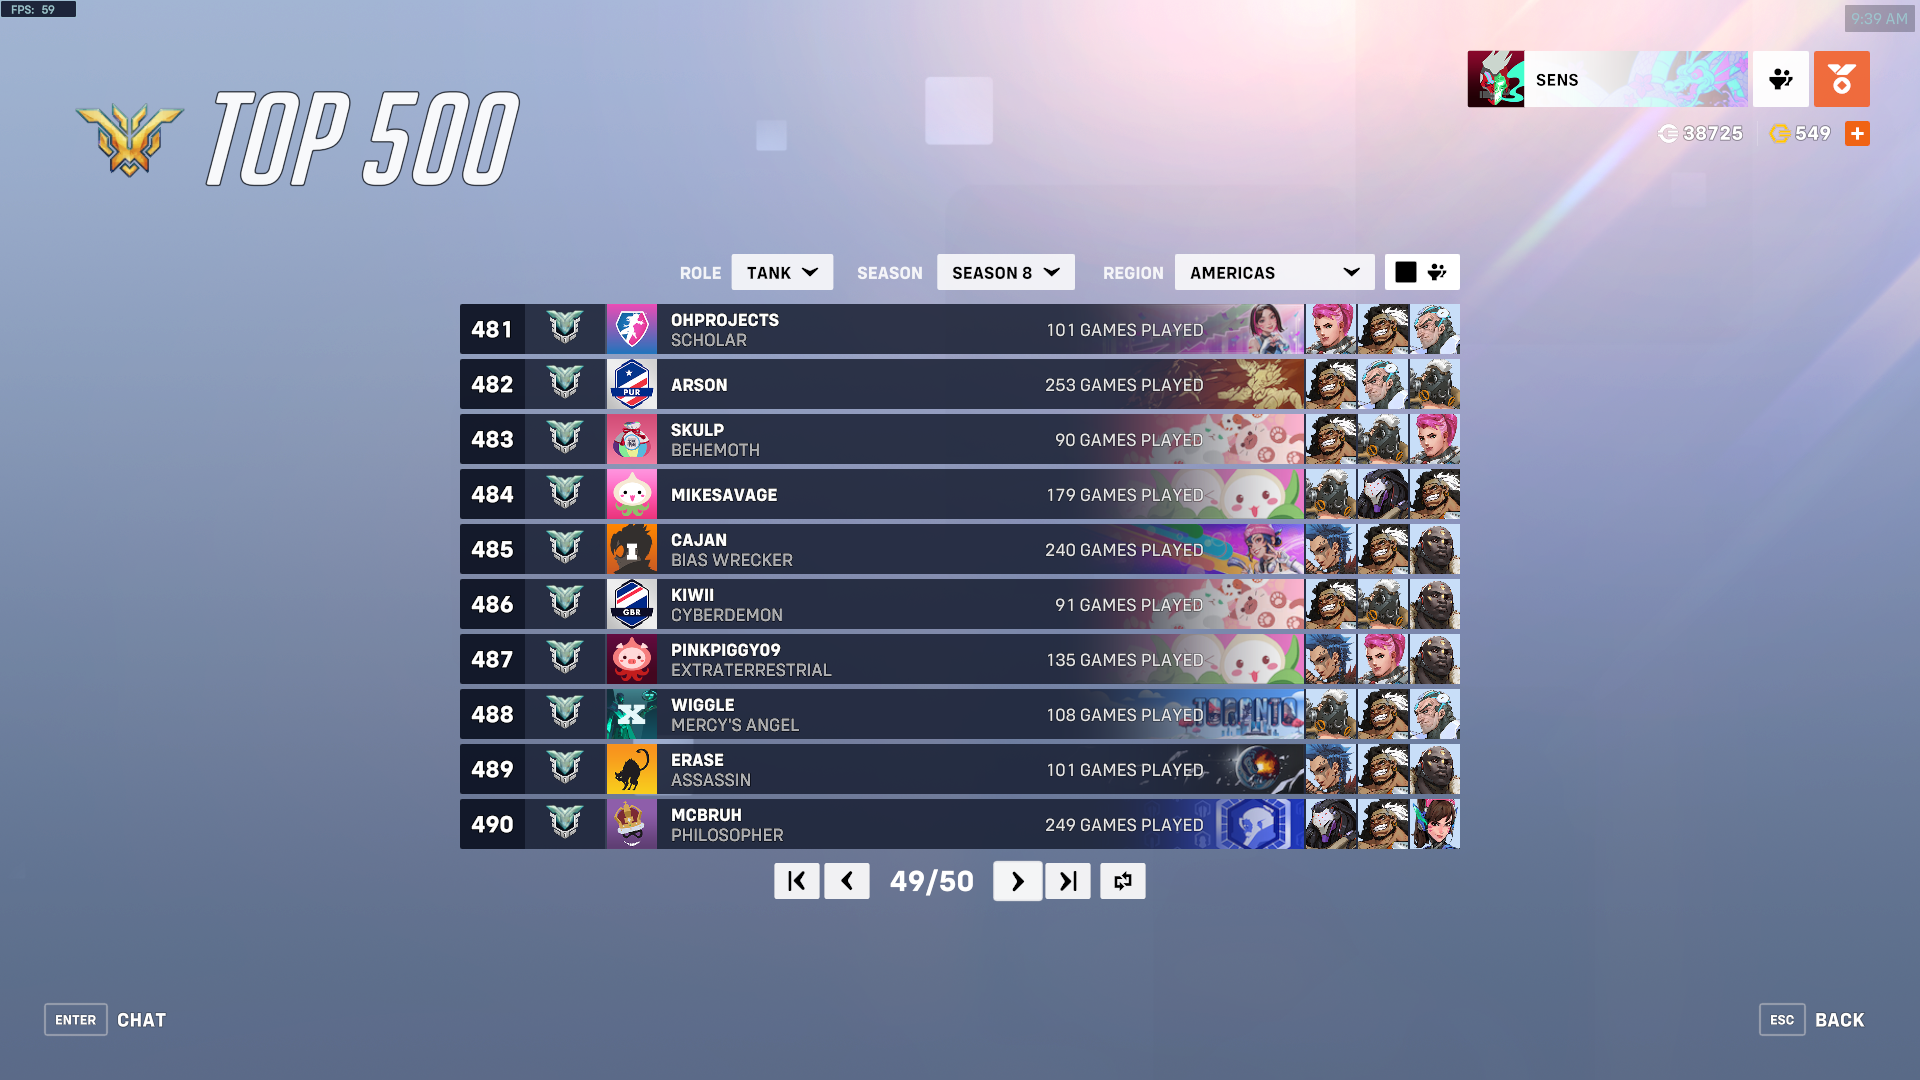 FPS: 59
9:39 AM
TOP 500
SENS
38725
549
ROLE TANK SEASON SEASON 8 REGION AMERICAS
481 OHPROJECTS 101 GAMES PLAYED
SCHOLAR
482 PUR ARSON 253 GAMES PLAYED
483 SKULP 90 GAMES PLAYED
BEHEMOTH
484 MIKESAVAGE 179 GAMES PLAYED
485 I CAJAN 240 GAMES PLAYED
BIAS WRECKER
486 GBR KIWII 91 GAMES PLAYED
CYBERDEMON
487 PINKPIGGY09 135 GAMES PLAYED
EXTRATERRESTRIAL
488 X WIGGLE 108 GAMES PLAYED TORONTO
MERCY'S ANGEL
489 ERASE 101 GAMES PLAYED
ASSASSIN
490 MCBRUH 249 GAMES PLAYED
PHILOSOPHER
49/50
ENTER CHAT
ESC BACK